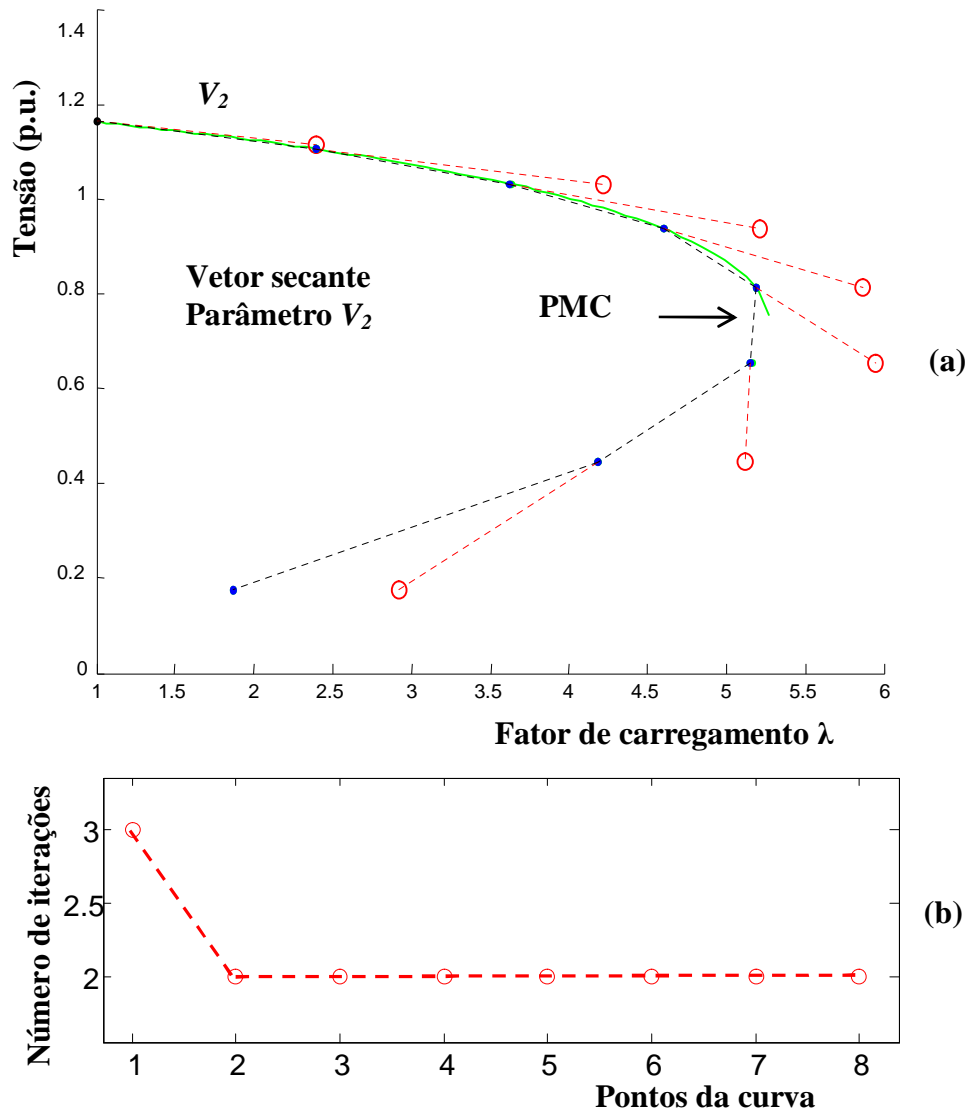 1.4
1.2
1
0.8
0.6
0.4
0.2
0
Tensão (p.u.)
V2
Vetor secante
Parâmetro V2
PMC
(a)
1 1.5 2 2.5 3 3.5 4 4.5 5 5.5 6
Fator de carregamento λ
Número de iterações
3
2.5
2
(b)
1 2 3 4 5 6 7 8
Pontos da curva